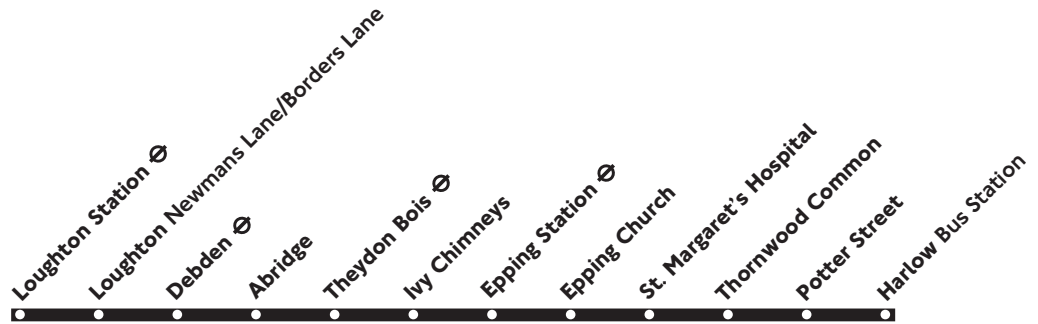 Loughton Station
Loughton Newmans Lane/Borders Lane
Debden
Abridge
Theydon Bois
Ivy Chimneys
Epping Station
Epping Church
St. Margaret's Hospital
Thornwood Common
Potter Street
Harlow Bus Station